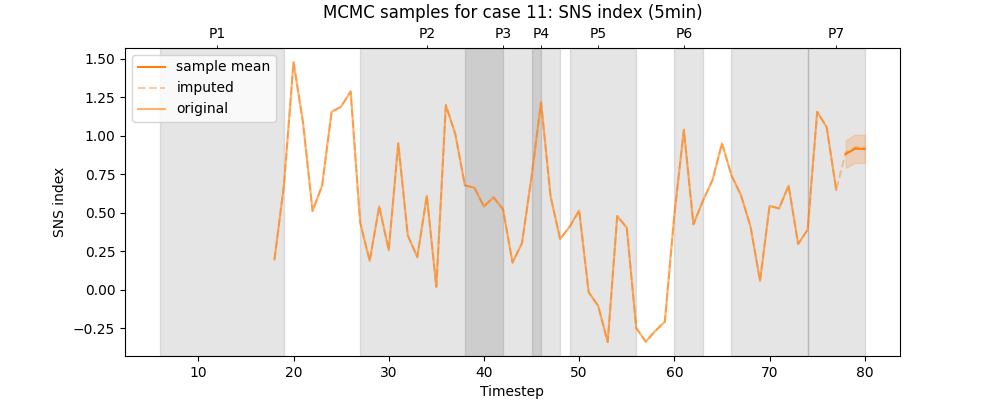 MCMC samples for case 11: SNS index (5min)
P1 P2 P3 P4 P5 P6 P7
sample mean
imputed
original
1.50
1.25
1.00
0.75
0.50
0.25
0.00
−0.25
SNS index
10 20 30 40 50 60 70 80
Timestep